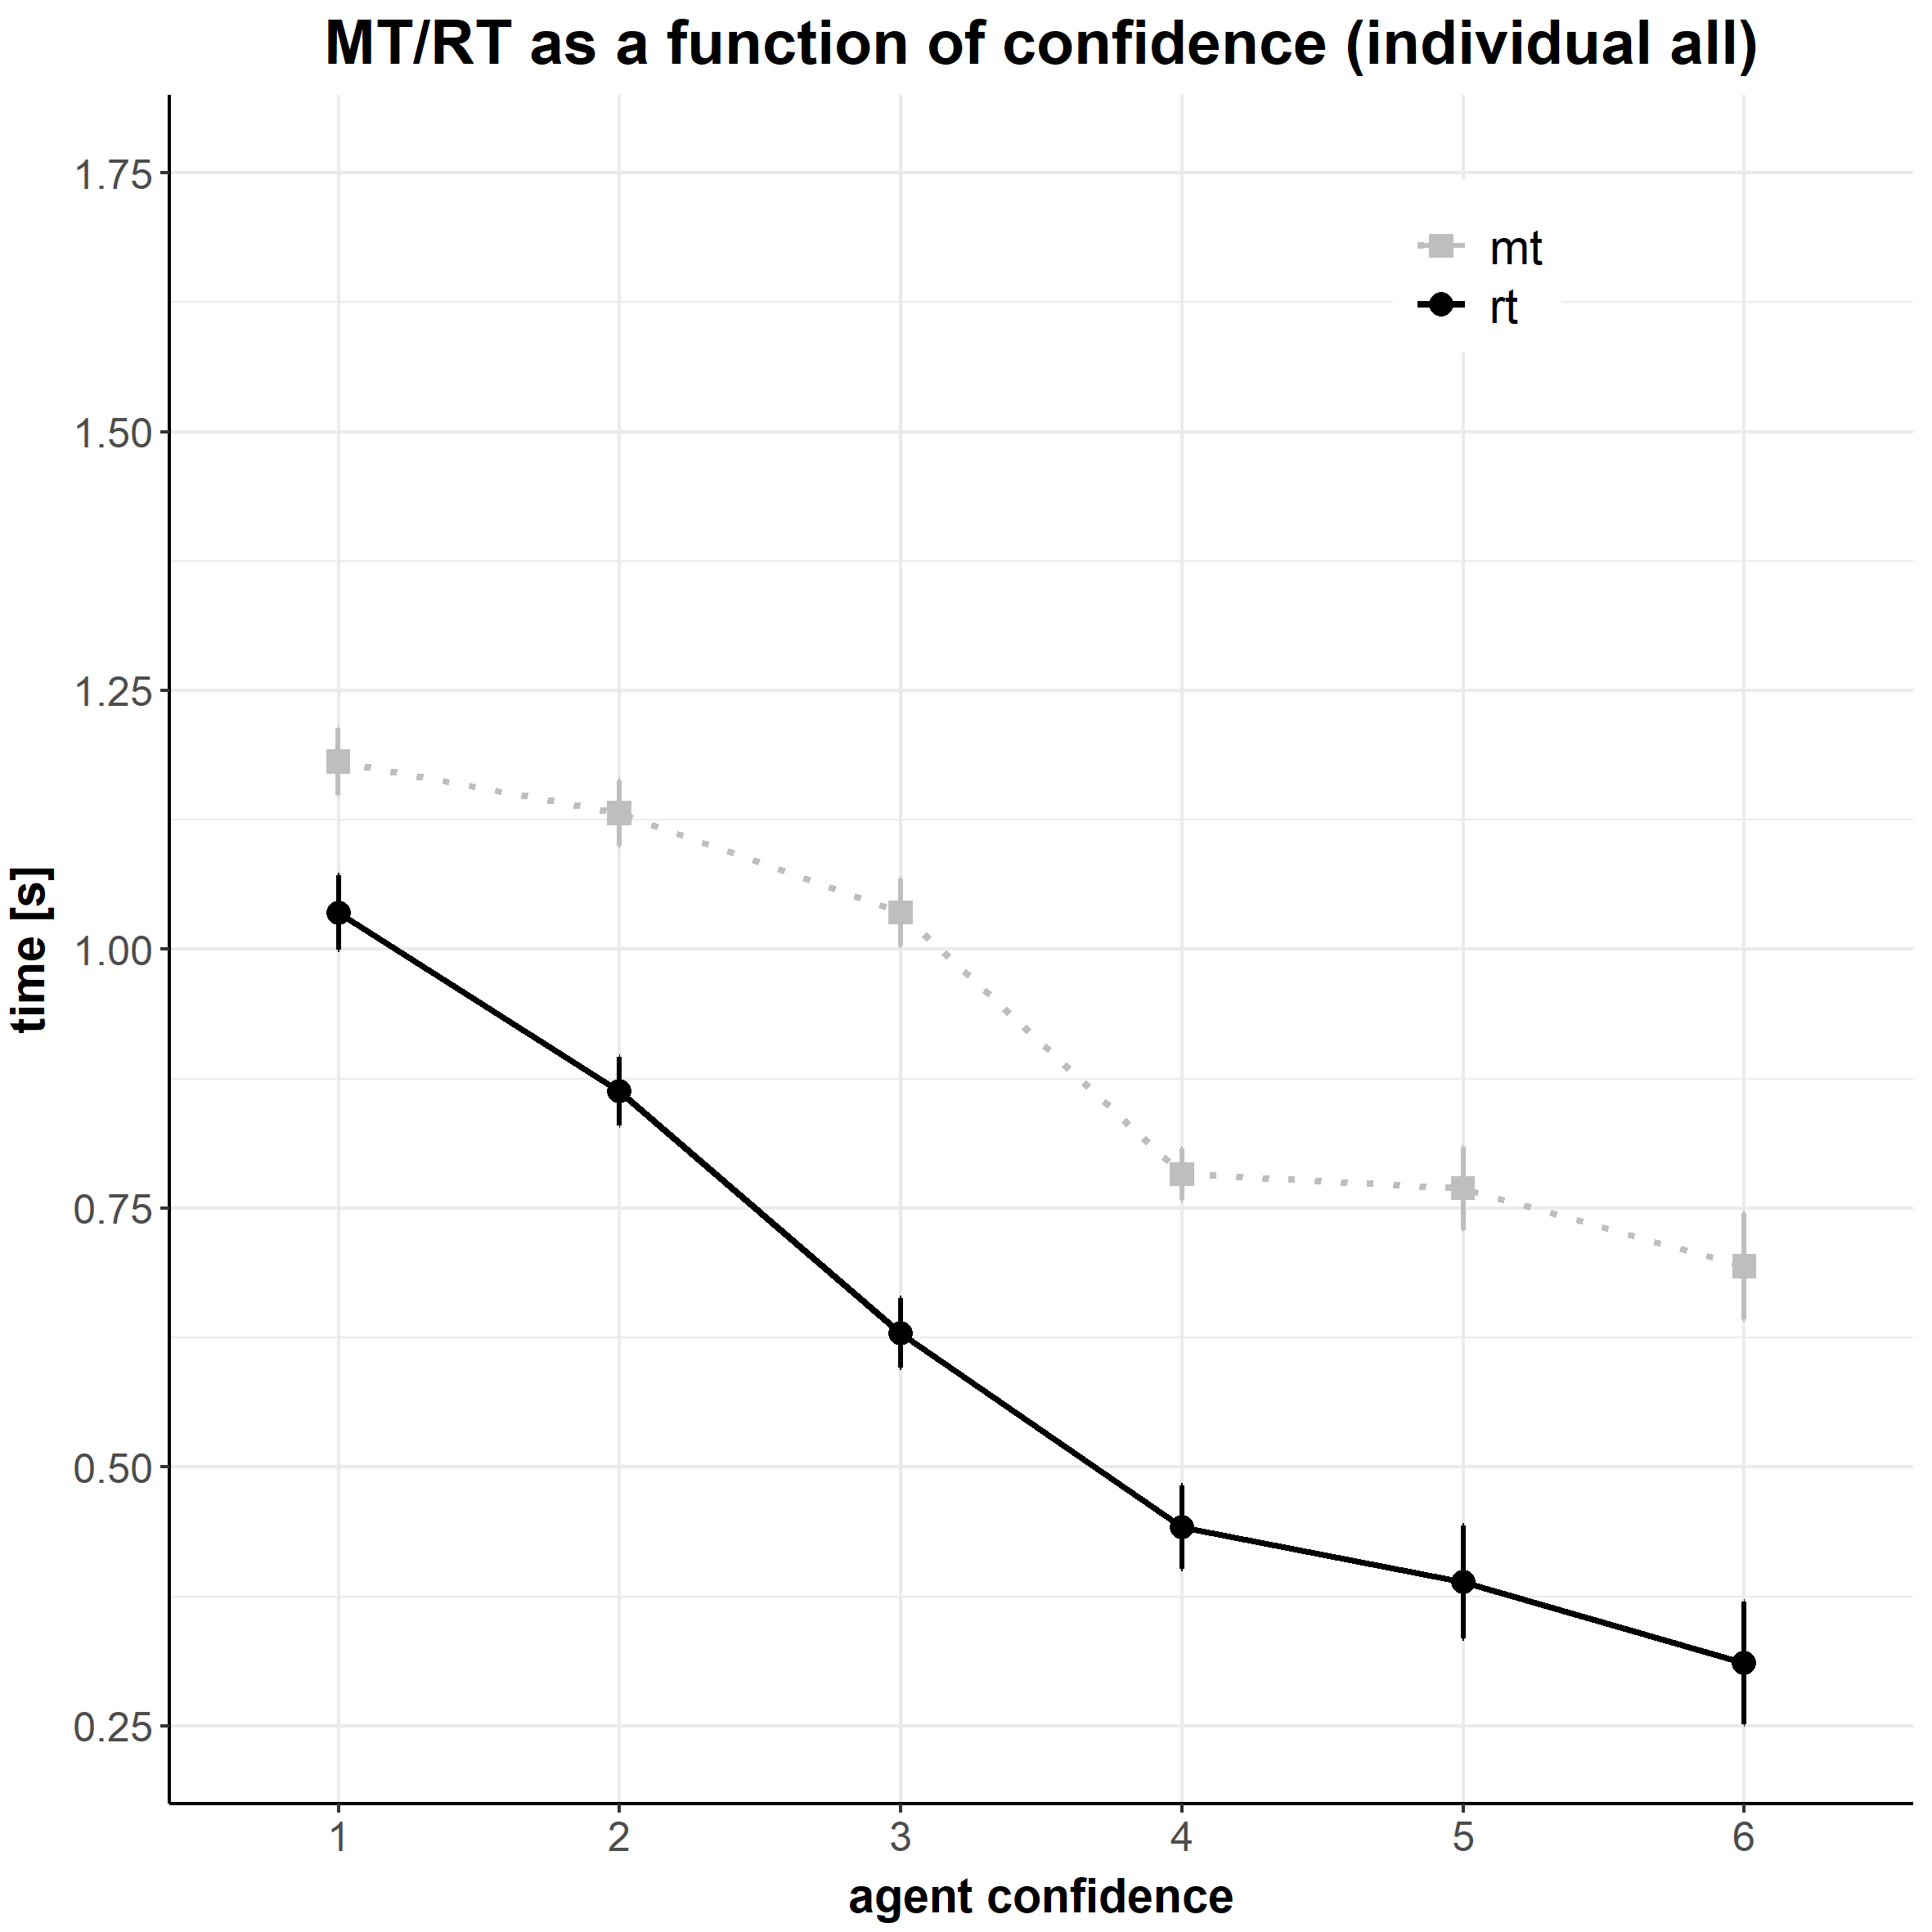 MT/RT as a function of confidence (individual all)
1.75
1.50
1.25
1.00
0.75
0.50
0.25
time [s]
mt
rt
1 2 3 4 5 6
agent confidence